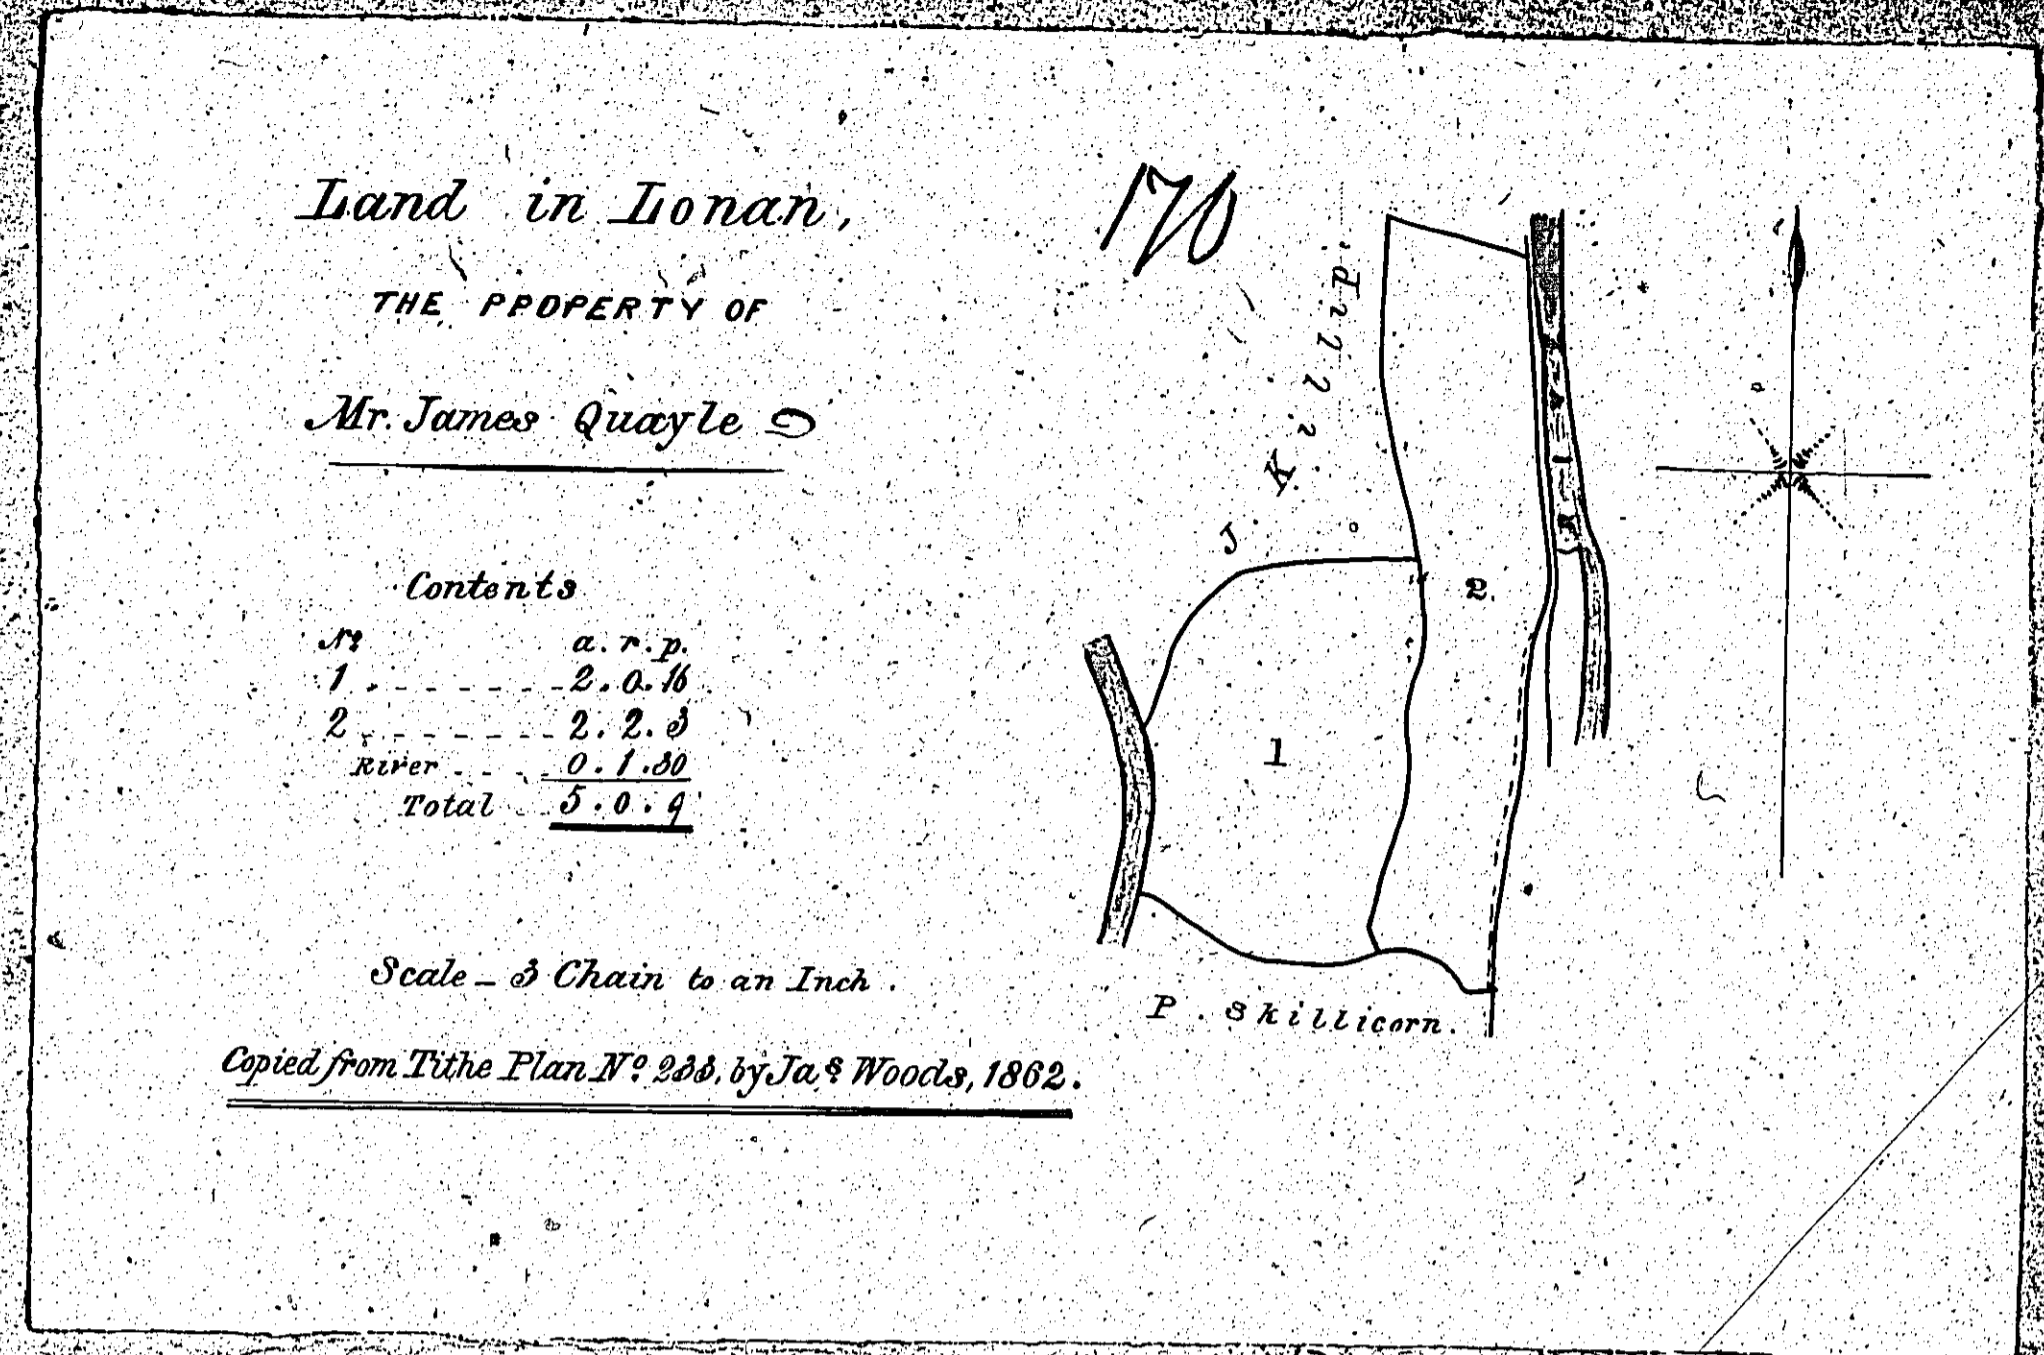 170
Land in Lonan,
THE PPOPERTY OF
Mr. James Quayle
Contents
Nº a. r. p.
1 2. 0. 16
2 2. 2. 3
River 0. 1. 30
Total 5. 0. 9
Scale – 3 Chain to an Inch.
Copied from Tithe Plan Nº 233, by Jas Woods, 1862.
J. Killip.
2.
1
P. Skillicorn.